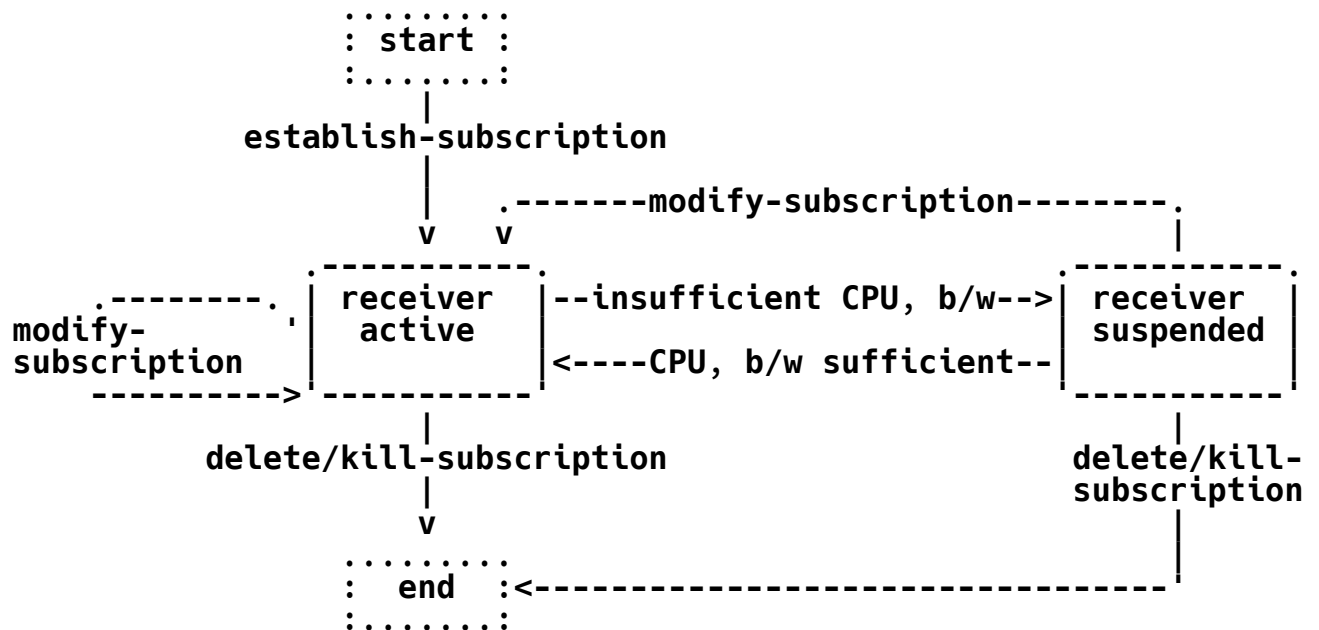 start
establish-subscription
modify-subscription
receiver active
--insufficient CPU, b/w-->
receiver suspended
modify-
subscription
<----CPU, b/w sufficient--
delete/kill-subscription
delete/kill-
subscription
end